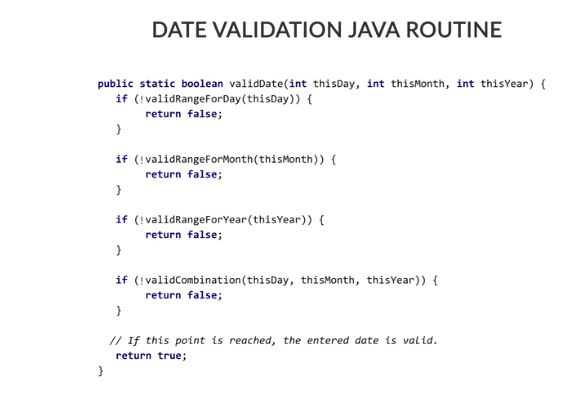 DATE VALIDATION JAVA ROUTINE
public static boolean validDate(int thisDay, int thisMonth, int thisYear) {
if (!validRangeForDay(thisDay)) {
return false;
}
if (!validRangeForMonth(thisMonth)) {
return false;
}
if (!validRangeForYear(thisYear)) {
return false;
}
if (!validCombination(thisDay, thisMonth, thisYear)) {
return false;
}
// If this point is reached, the entered date is valid.
return true;
}